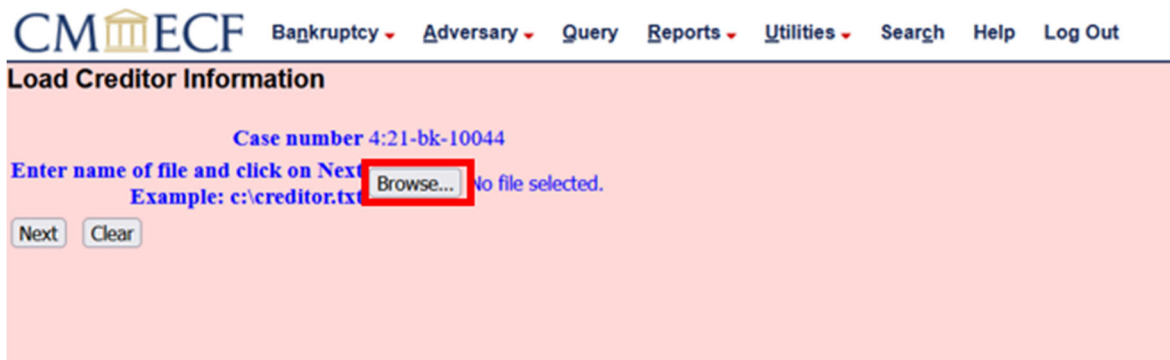 CM ECF Bankruptcy Adversary Query Reports Utilities Search Help Log Out
Load Creditor Information
Case number 4:21-bk-10044
Enter name of file and click on Next
Example: c:\creditor.txt
Browse... No file selected.
Next Clear